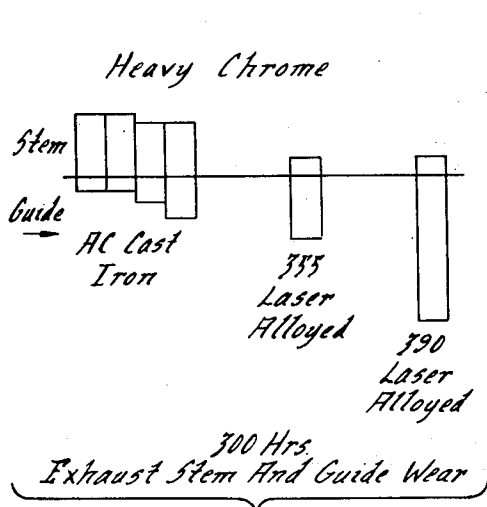 Heavy Chrome
Stem
Guide
AC Cast
Iron
355
Laser
Alloyed
390
Laser
Alloyed
300 Hrs.
Exhaust Stem And Guide Wear